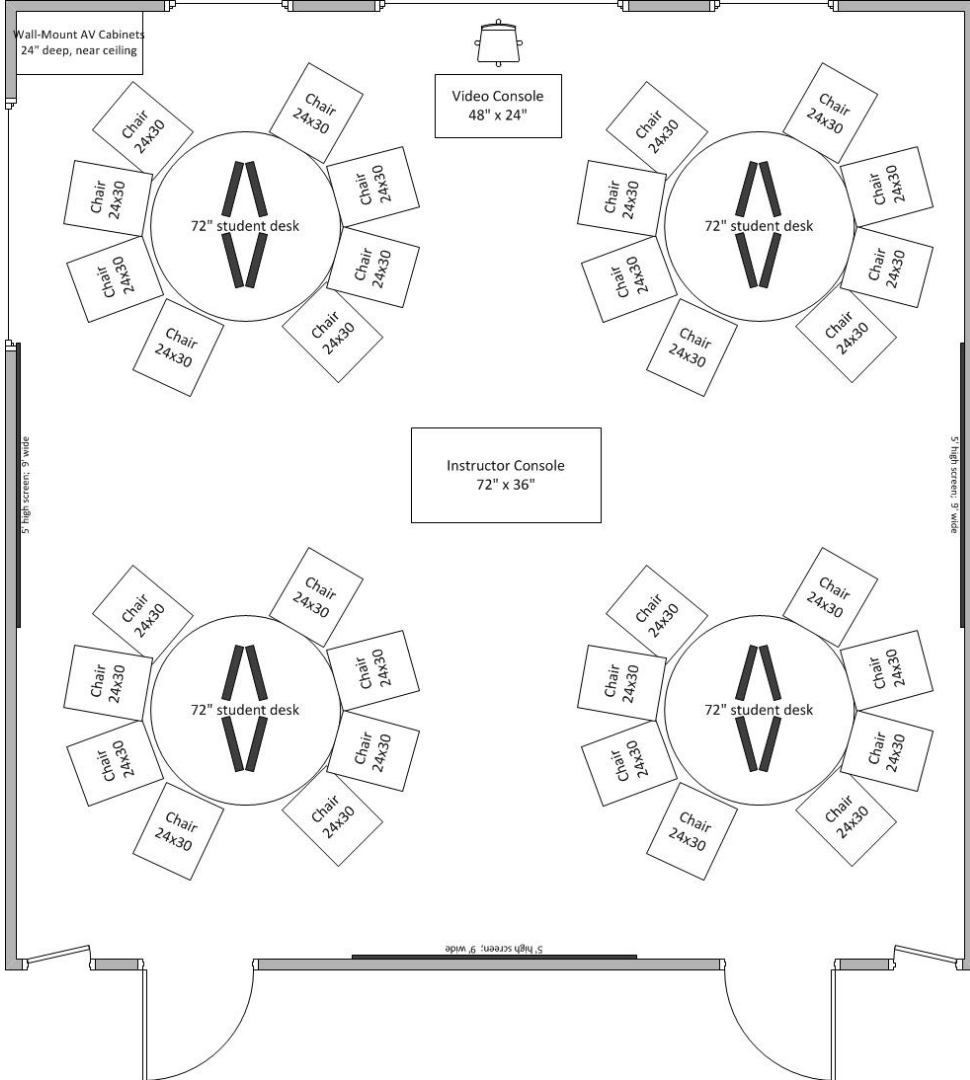 Wall-Mount AV Cabinets
24" deep, near ceiling
Video Console
48" x 24"
Chair
24x30
Chair
24x30
Chair
24x30
Chair
24x30
Chair
24x30
Chair
24x30
Chair
24x30
Chair
24x30
72" student desk
Chair
24x30
Chair
24x30
Chair
24x30
Chair
24x30
Chair
24x30
Chair
24x30
Chair
24x30
Chair
24x30
72" student desk
5' high screen; 9' wide
Instructor Console
72" x 36"
5' high screen; 9' wide
Chair
24x30
Chair
24x30
Chair
24x30
Chair
24x30
Chair
24x30
Chair
24x30
Chair
24x30
Chair
24x30
72" student desk
Chair
24x30
Chair
24x30
Chair
24x30
Chair
24x30
Chair
24x30
Chair
24x30
Chair
24x30
Chair
24x30
72" student desk
5' high screen; 9' wide